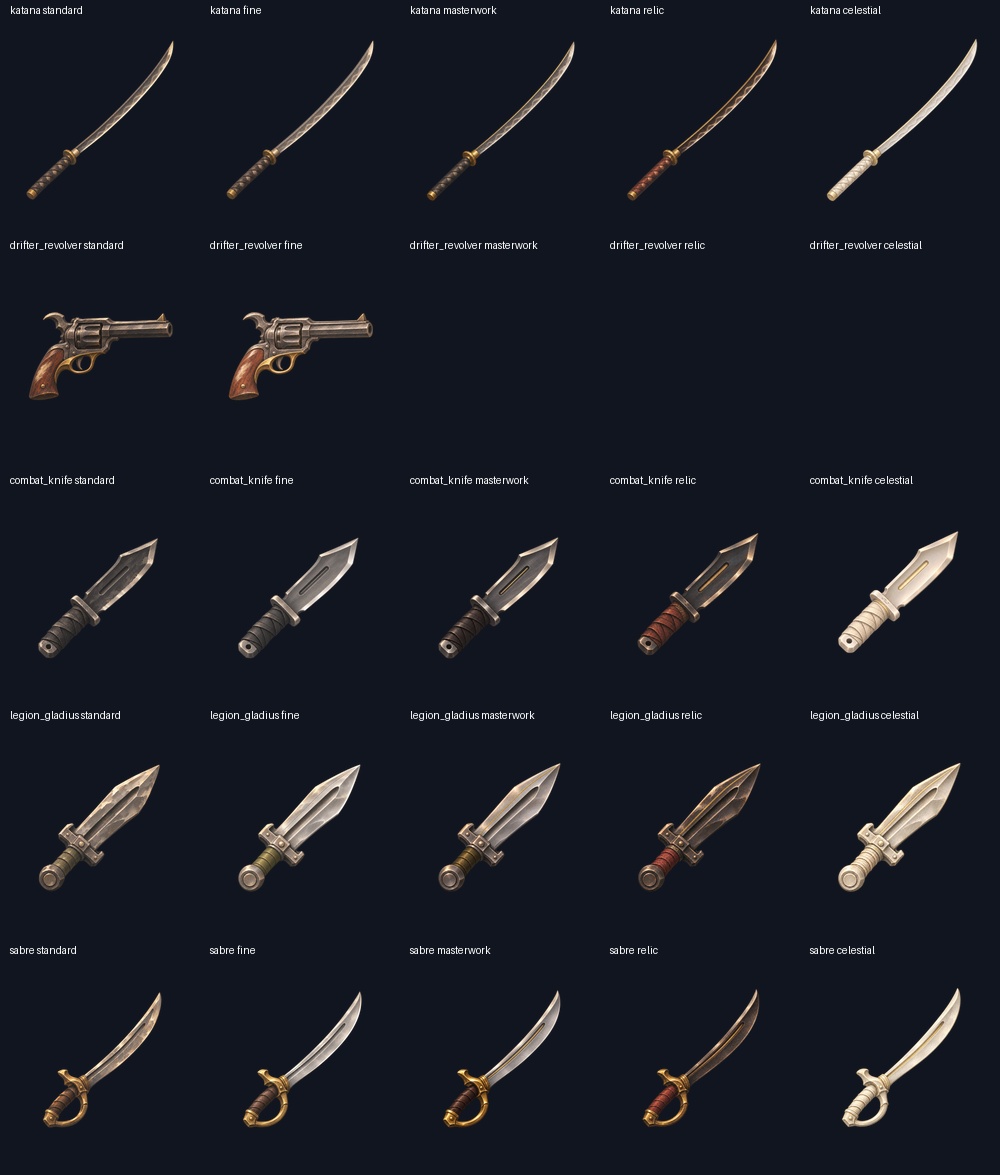 katana standard
katana fine
katana masterwork
katana relic
katana celestial
drifter_revolver standard
drifter_revolver fine
drifter_revolver masterwork
drifter_revolver relic
drifter_revolver celestial
combat_knife standard
combat_knife fine
combat_knife masterwork
combat_knife relic
combat_knife celestial
legion_gladius standard
legion_gladius fine
legion_gladius masterwork
legion_gladius relic
legion_gladius celestial
sabre standard
sabre fine
sabre masterwork
sabre relic
sabre celestial